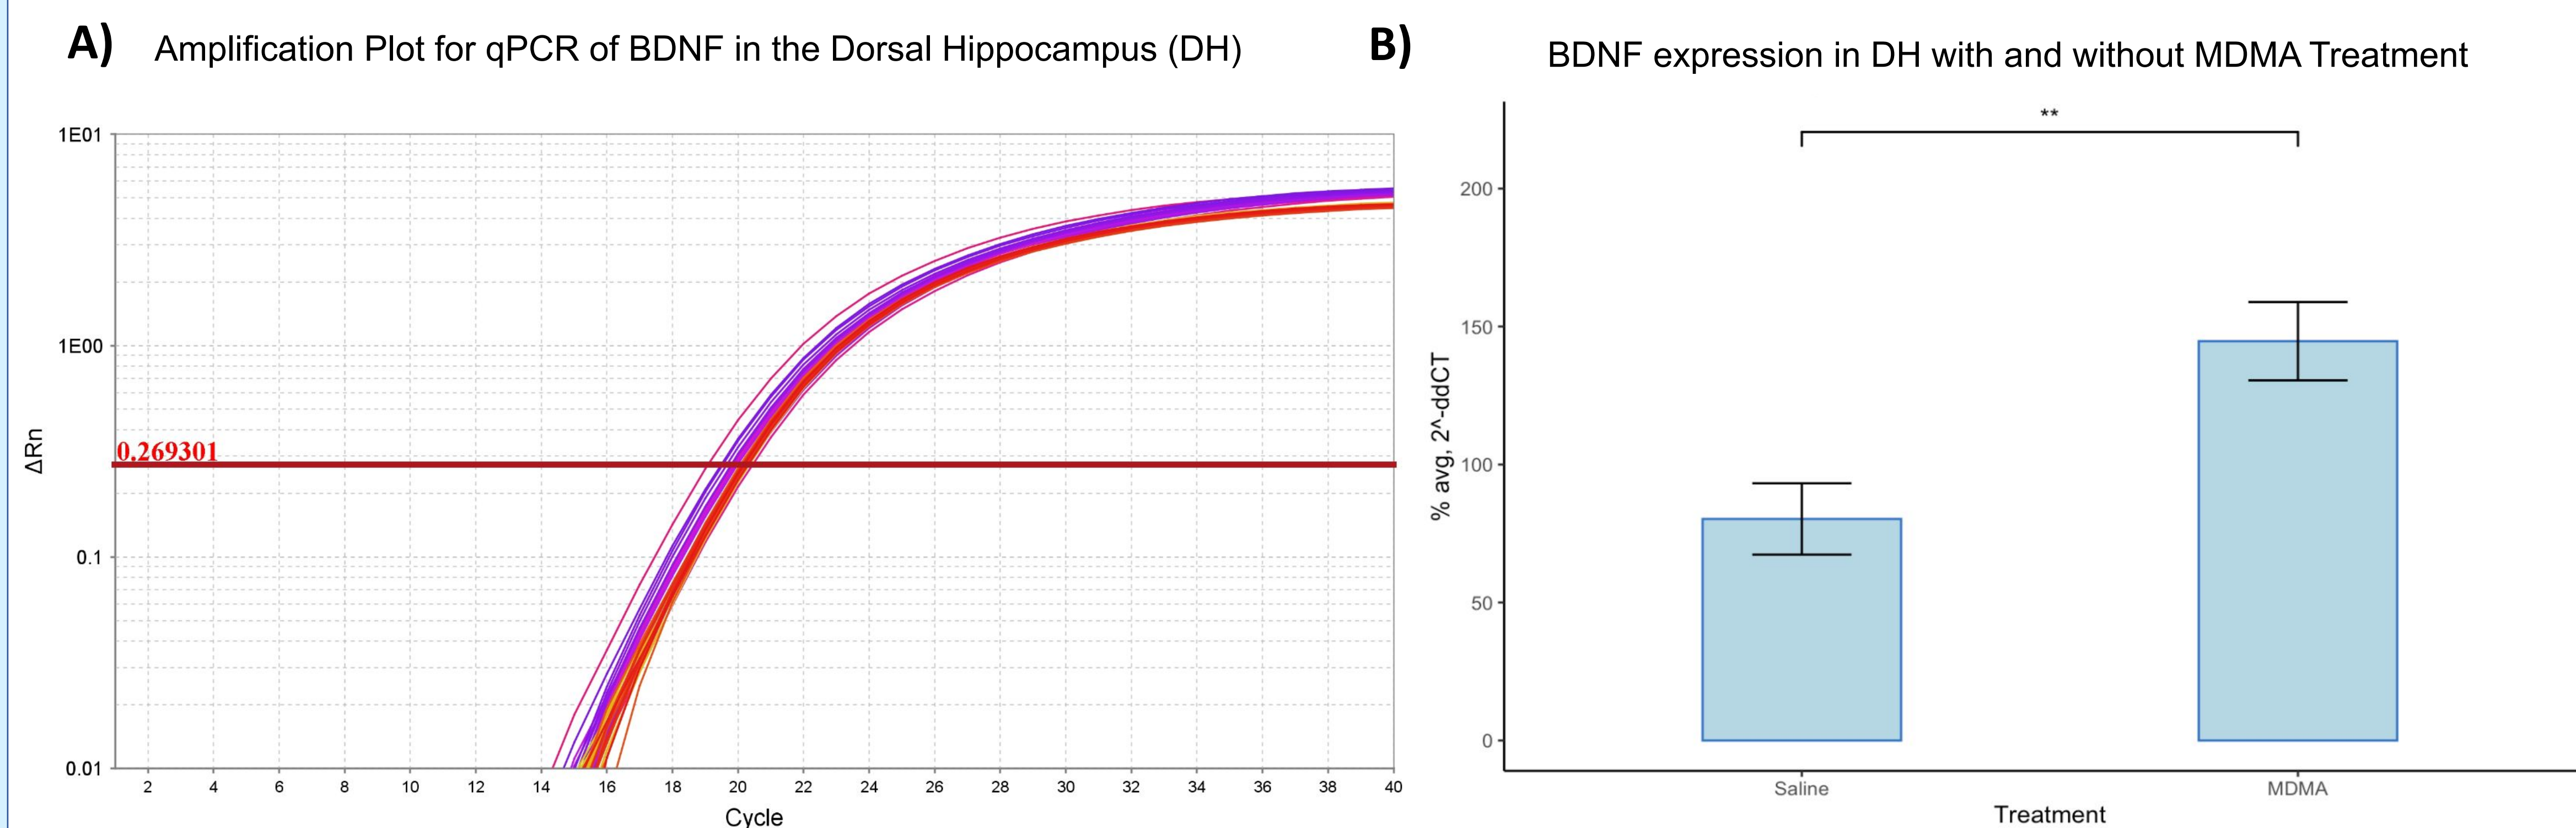 A) Amplification Plot for qPCR of BDNF in the Dorsal Hippocampus (DH)
1E01
1E00
0.1
0.01
ΔRn
0.269301
2 4 6 8 10 12 14 16 18 20 22 24 26 28 30 32 34 36 38 40
Cycle
B) BDNF expression in DH with and without MDMA Treatment
**
200
150
100
50
0
% avg, 2^-ddCT
Saline MDMA
Treatment